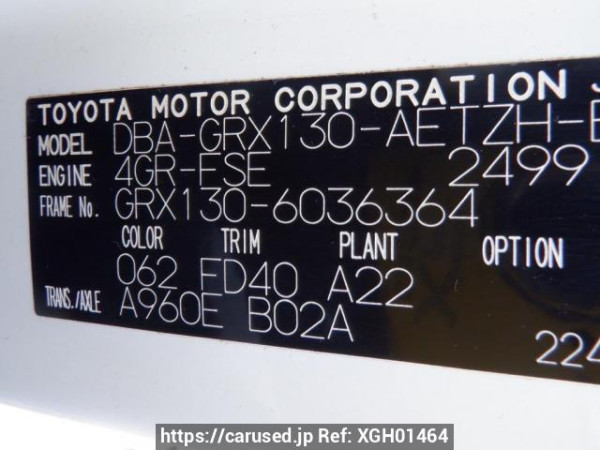 TOYOTA MOTOR CORPORATION J
MODEL DBA-GRX130-AETZH-E
ENGINE 4GR-FSE 2499
FRAME No. GRX130-6036364
COLOR TRIM PLANT OPTION
062 FD40 A22
TRANS./AXLE A960E B02A
224
https://carused.jp Ref: XGH01464